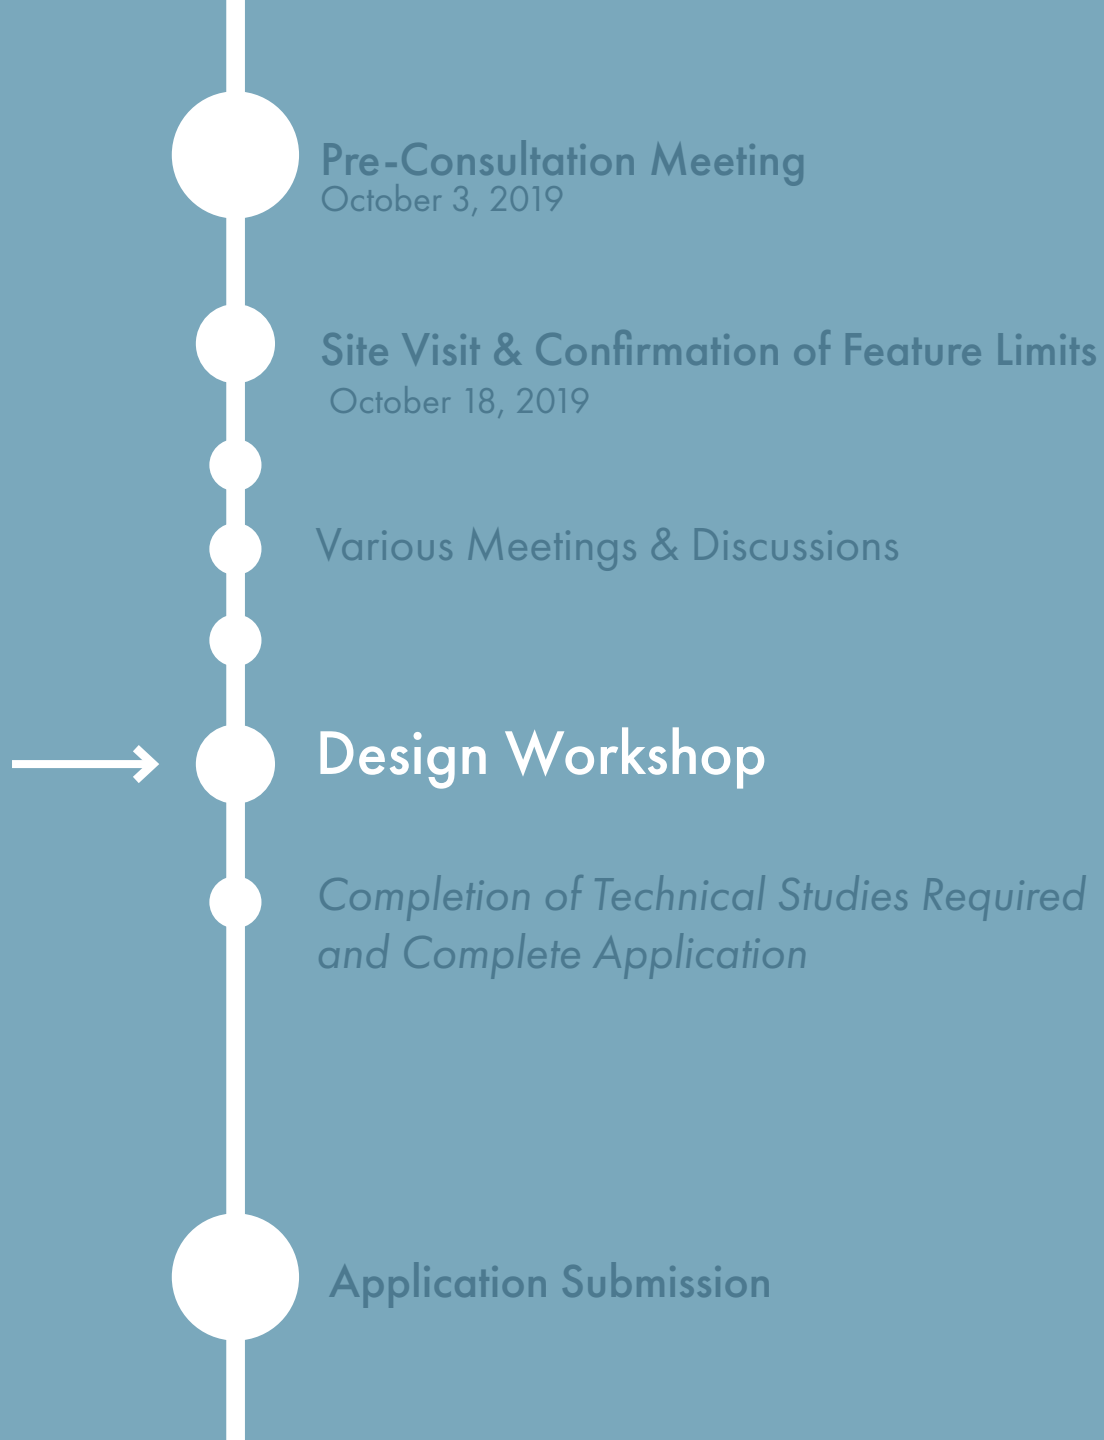 Pre-Consultation Meeting
October 3, 2019
Site Visit & Confirmation of Feature Limits
October 18, 2019
Various Meetings & Discussions
Design Workshop
Completion of Technical Studies Required
and Complete Application
Application Submission